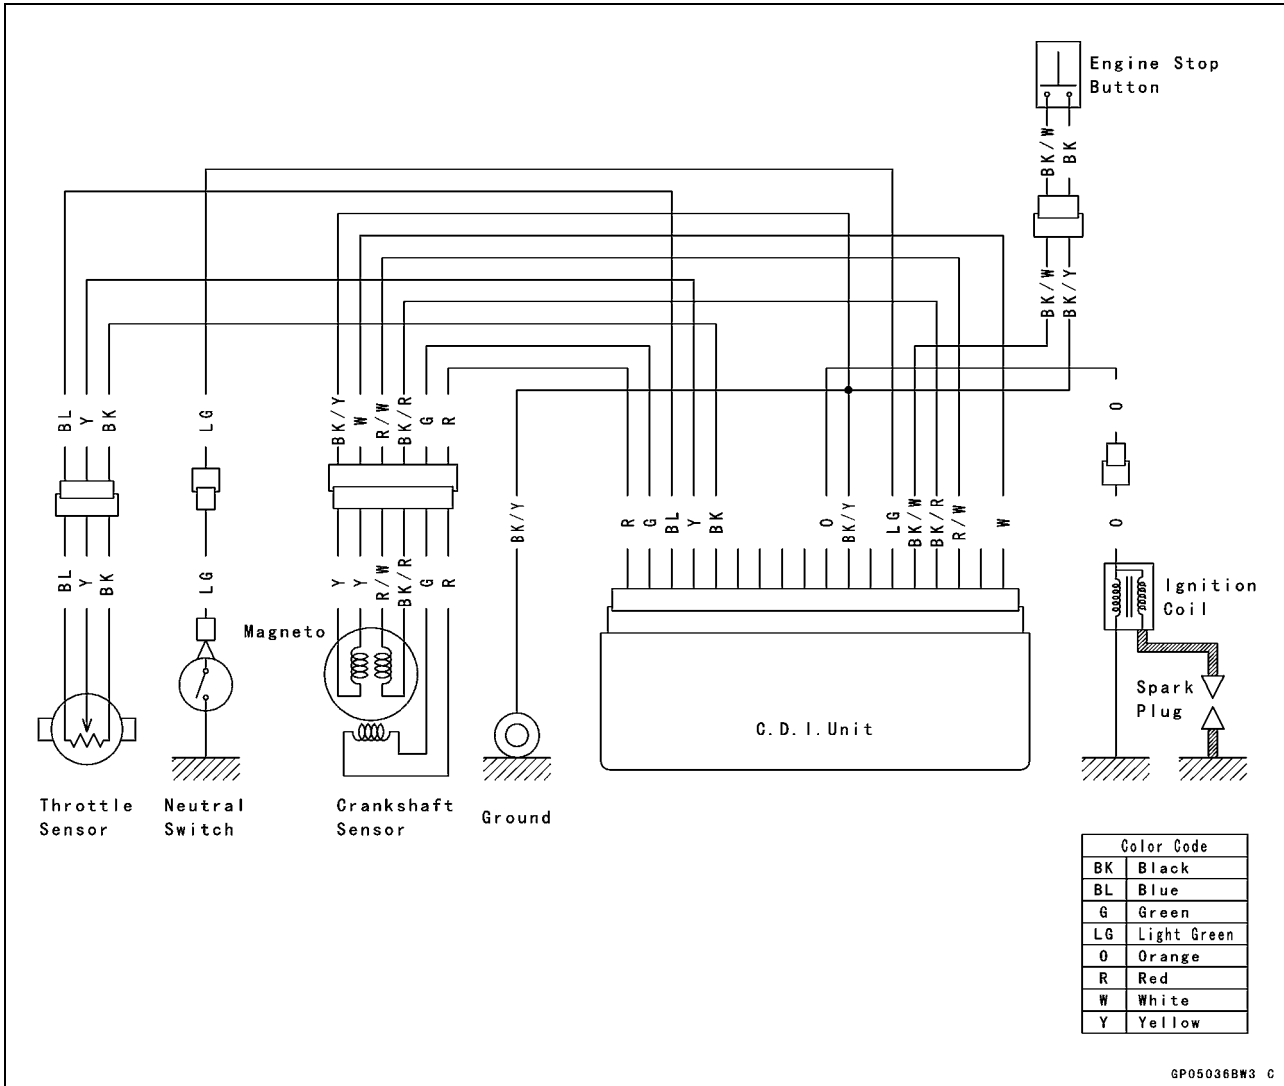 Engine Stop
Button
BK/W
BK
BK/W
BK/Y
BL
Y
BK
LG
BK/Y
W
R/W
BK/R
G
R
O
BK/Y
R
G
BL
Y
BK
O
BK/Y
LG
BK/W
BK/R
R/W
W
O
BL
Y
BK
LG
Y
Y
R/W
BK/R
G
R
Magneto
Ignition
Coil
Spark
Plug
C.D.I.Unit
Throttle
Sensor
Neutral
Switch
Crankshaft
Sensor
Ground
Color Code
BK Black
BL Blue
G Green
LG Light Green
O Orange
R Red
W White
Y Yellow
GP05036BW3 C